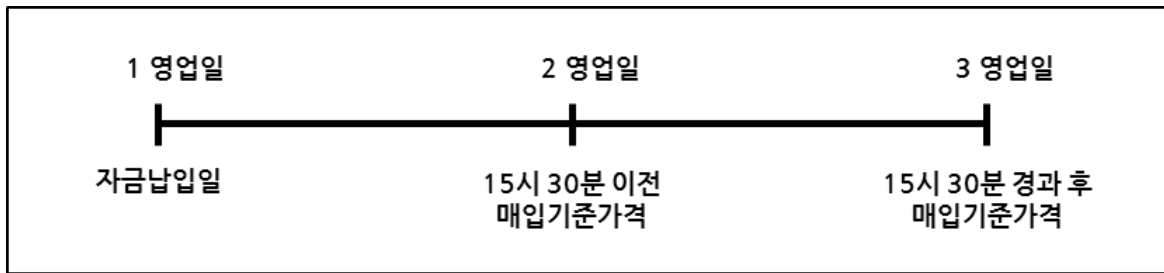 1 영업일
2 영업일
3 영업일
자금납입일
15시 30분 이전
매입기준가격
15시 30분 경과 후
매입기준가격